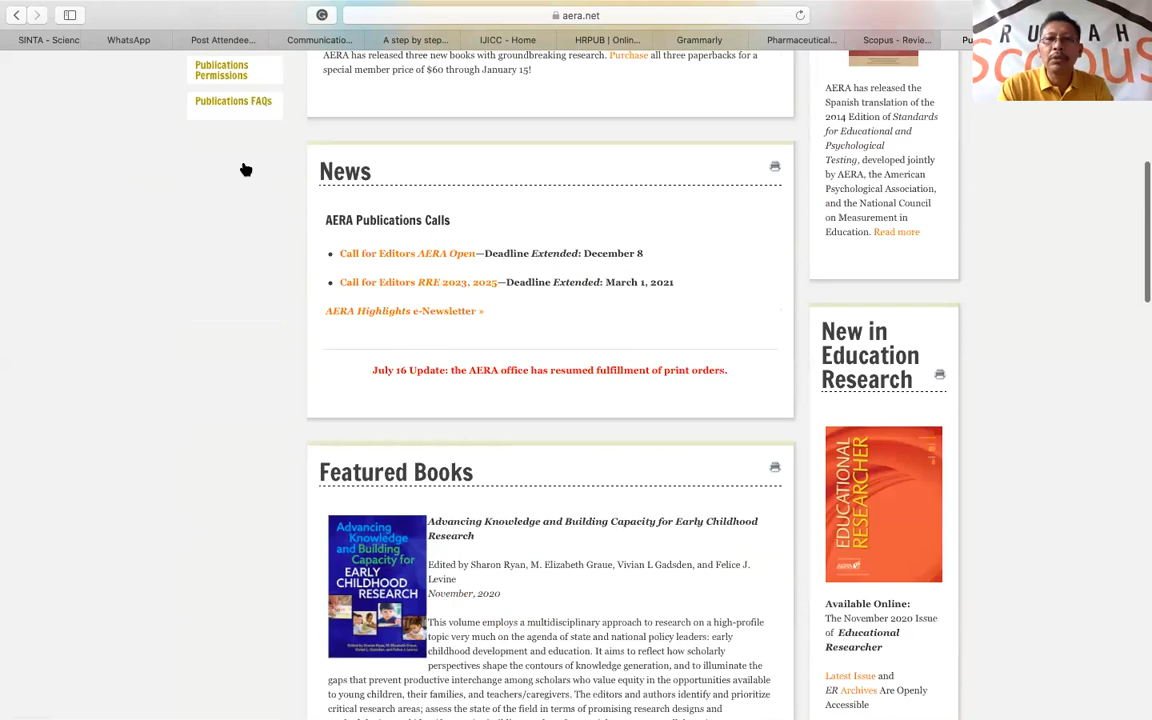 aera.net
SINTA - Scienc
WhatsApp
Post Attendee...
Communicatio...
A step by step...
IJICC - Home
HRPUB | Onlin...
Grammarly
Pharmaceutical...
Scopus - Revie...
Pu
RUMAH
scopus
Publications
Permissions
Publications FAQs
AERA has released three new books with groundbreaking research. Purchase all three paperbacks for a
special member price of $60 through January 15!
News
AERA Publications Calls
Call for Editors AERA Open—Deadline Extended: December 8
Call for Editors RRE 2023, 2025—Deadline Extended: March 1, 2021
AERA Highlights e-Newsletter »
July 16 Update: the AERA office has resumed fulfillment of print orders.
Featured Books
Advancing
Knowledge
and Building
Capacity for
EARLY
CHILDHOOD
RESEARCH
Advancing Knowledge and Building Capacity for Early Childhood
Research
Edited by Sharon Ryan, M. Elizabeth Graue, Vivian L Gadsden, and Felice J.
Levine
November, 2020
This volume employs a multidisciplinary approach to research on a high-profile
topic very much on the agenda of state and national policy leaders: early
childhood development and education. It aims to reflect how scholarly
perspectives shape the contours of knowledge generation, and to illuminate the
gaps that prevent productive interchange among scholars who value equity in the opportunities available
to young children, their families, and teachers/caregivers. The editors and authors identify and prioritize
critical research areas; assess the state of the field in terms of promising research designs and
AERA has released the
Spanish translation of the
2014 Edition of Standards
for Educational and
Psychological
Testing, developed jointly
by AERA, the American
Psychological Association,
and the National Council
on Measurement in
Education. Read more
New in
Education
Research
EDUCATIONAL
RESEARCHER
Available Online:
The November 2020 Issue
of Educational
Researcher
Latest Issue and
ER Archives Are Openly
Accessible